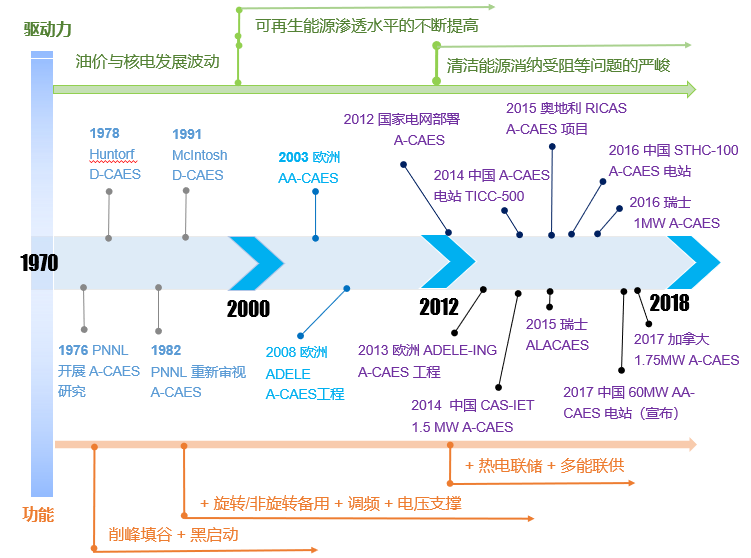 驱动力
可再生能源渗透水平的不断提高
油价与核电发展波动
清洁能源消纳受阻等问题的严峻
1978
Huntorf
D-CAES
1991
McIntosh
D-CAES
2003 欧洲
AA-CAES
2012 国家电网部署
A-CAES
2014 中国 A-CAES
电站 TICC-500
2015 奥地利 RICAS
A-CAES 项目
2016 中国 STHC-100
A-CAES 电站
2016 瑞士
1MW A-CAES
1970
2000
2012
2018
1976 PNNL
开展 A-CAES
研究
1982
PNNL 重新审视
A-CAES
2008 欧洲
ADELE
A-CAES工程
2013 欧洲 ADELE-ING
A-CAES 工程
2014 中国 CAS-IET
1.5 MW A-CAES
2015 瑞士
ALACAES
2017 中国 60MW AA-
CAES 电站（宣布）
2017 加拿大
1.75MW A-CAES
+ 热电联储 + 多能联供
+ 旋转/非旋转备用 + 调频 + 电压支撑
削峰填谷 + 黑启动
功能